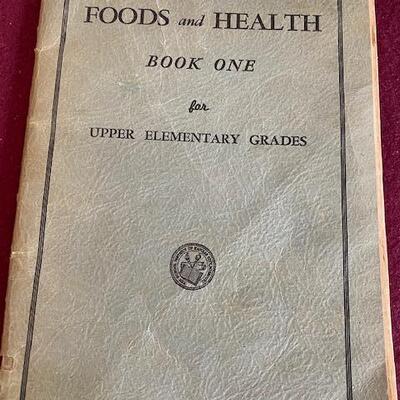 FOODS and HEALTH
BOOK ONE
for
UPPER ELEMENTARY GRADES